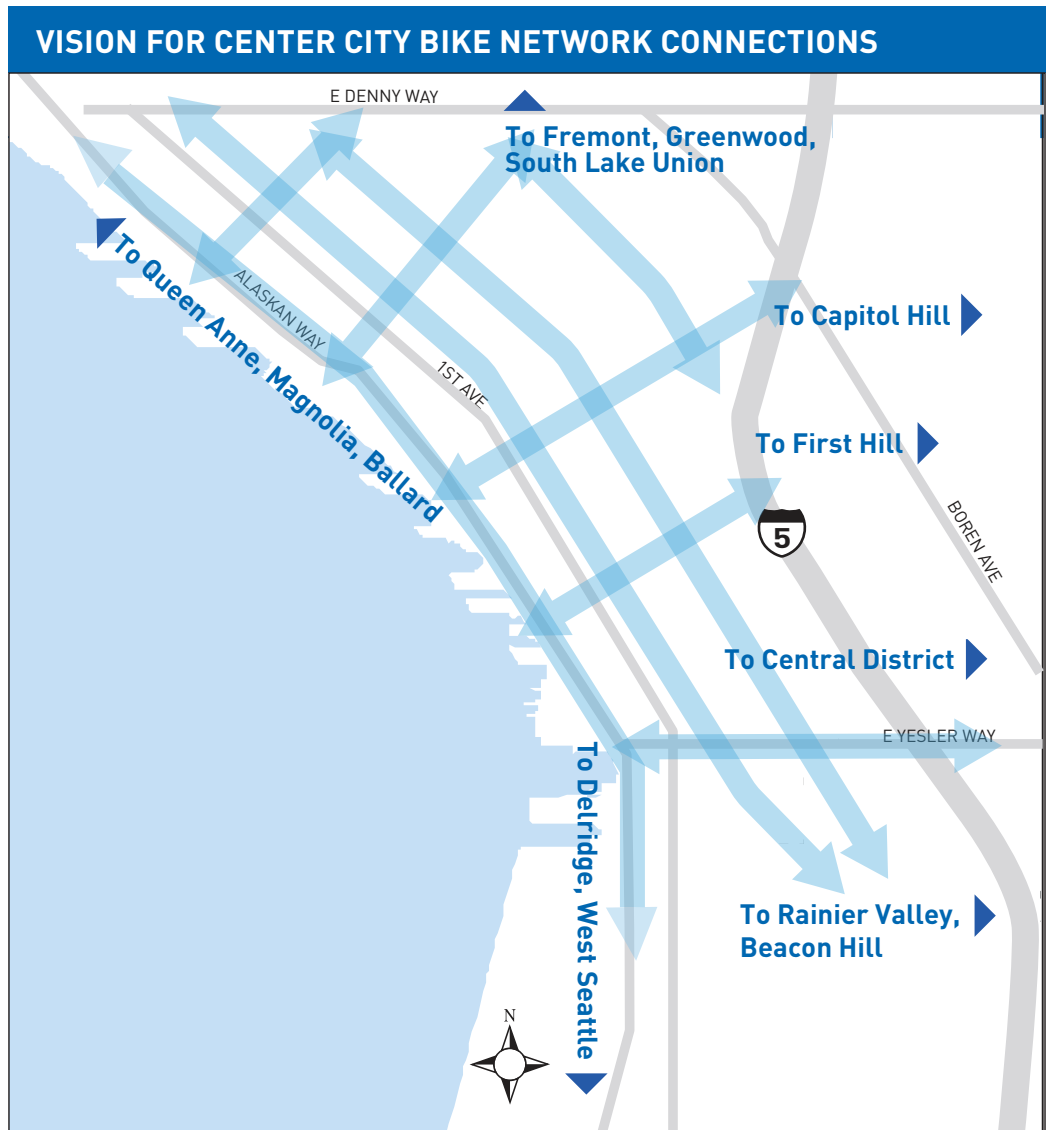 VISION FOR CENTER CITY BIKE NETWORK CONNECTIONS
E DENNY WAY
To Fremont, Greenwood,
South Lake Union
To Queen Anne, Magnolia, Ballard
ALASKAN WAY
To Capitol Hill
1ST AVE
To First Hill
5
BOREN AVE
To Central District
E YESLER WAY
To Delridge, West Seattle
To Rainier Valley,
Beacon Hill
N